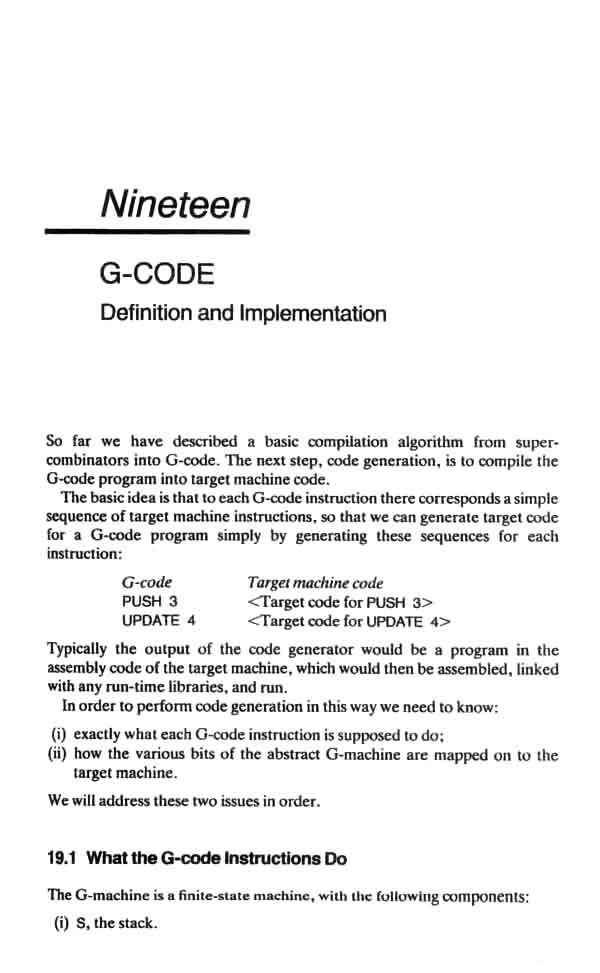 Nineteen
G-CODE
Definition and Implementation
So far we have described a basic compilation algorithm from super-
combinators into G-code. The next step, code generation, is to compile the
G-code program into target machine code.
The basic idea is that to each G-code instruction there corresponds a simple
sequence of target machine instructions, so that we can generate target code
for a G-code program simply by generating these sequences for each
instruction:
G-code Target machine code
PUSH 3 <Target code for PUSH 3>
UPDATE 4 <Target code for UPDATE 4>
Typically the output of the code generator would be a program in the
assembly code of the target machine, which would then be assembled, linked
with any run-time libraries, and run.
In order to perform code generation in this way we need to know:
(i) exactly what each G-code instruction is supposed to do;
(ii) how the various bits of the abstract G-machine are mapped on to the
target machine.
We will address these two issues in order.
19.1 What the G-code Instructions Do
The G-machine is a finite-state machine, with the following components:
(i) S, the stack.